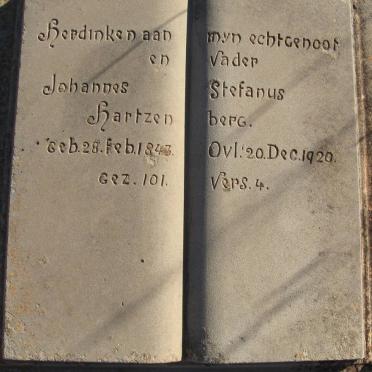 Herdinken aan myn echtgenoot
en Vader
Johannes Stefanus
Hartzen berg.
Geb. 28. Feb. 1843. Ovl. 20. Dec. 1920.
Gez. 101. Vers. 4.